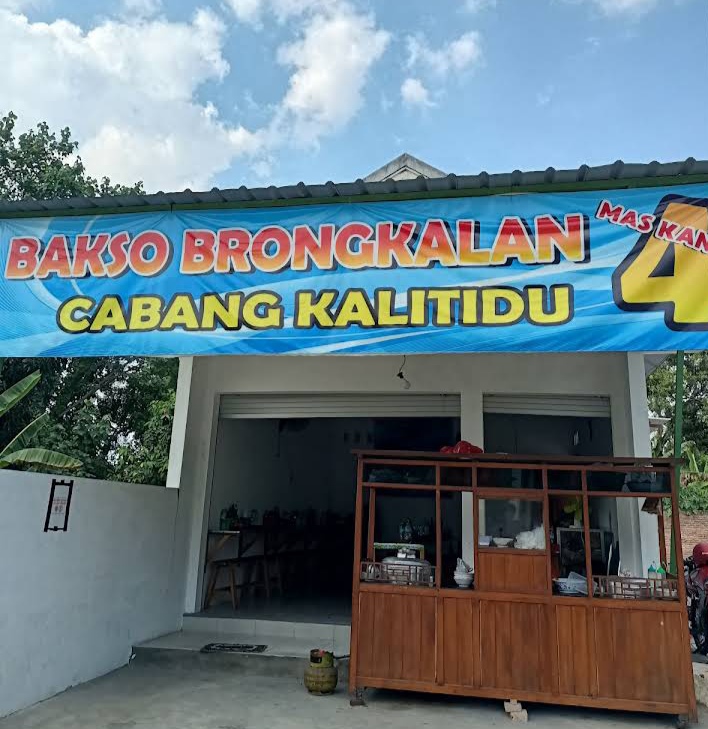 BAKSO BRONGKALAN
CABANG KALITIDU
MAS KAN
4